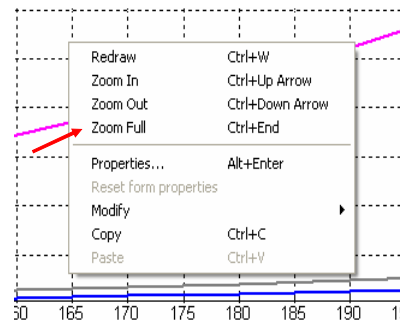 Redraw Ctrl+W
Zoom In Ctrl+Up Arrow
Zoom Out Ctrl+Down Arrow
Zoom Full Ctrl+End
Properties... Alt+Enter
Reset form properties
Modify
Copy Ctrl+C
Paste Ctrl+V
165 170 175 180 185 190